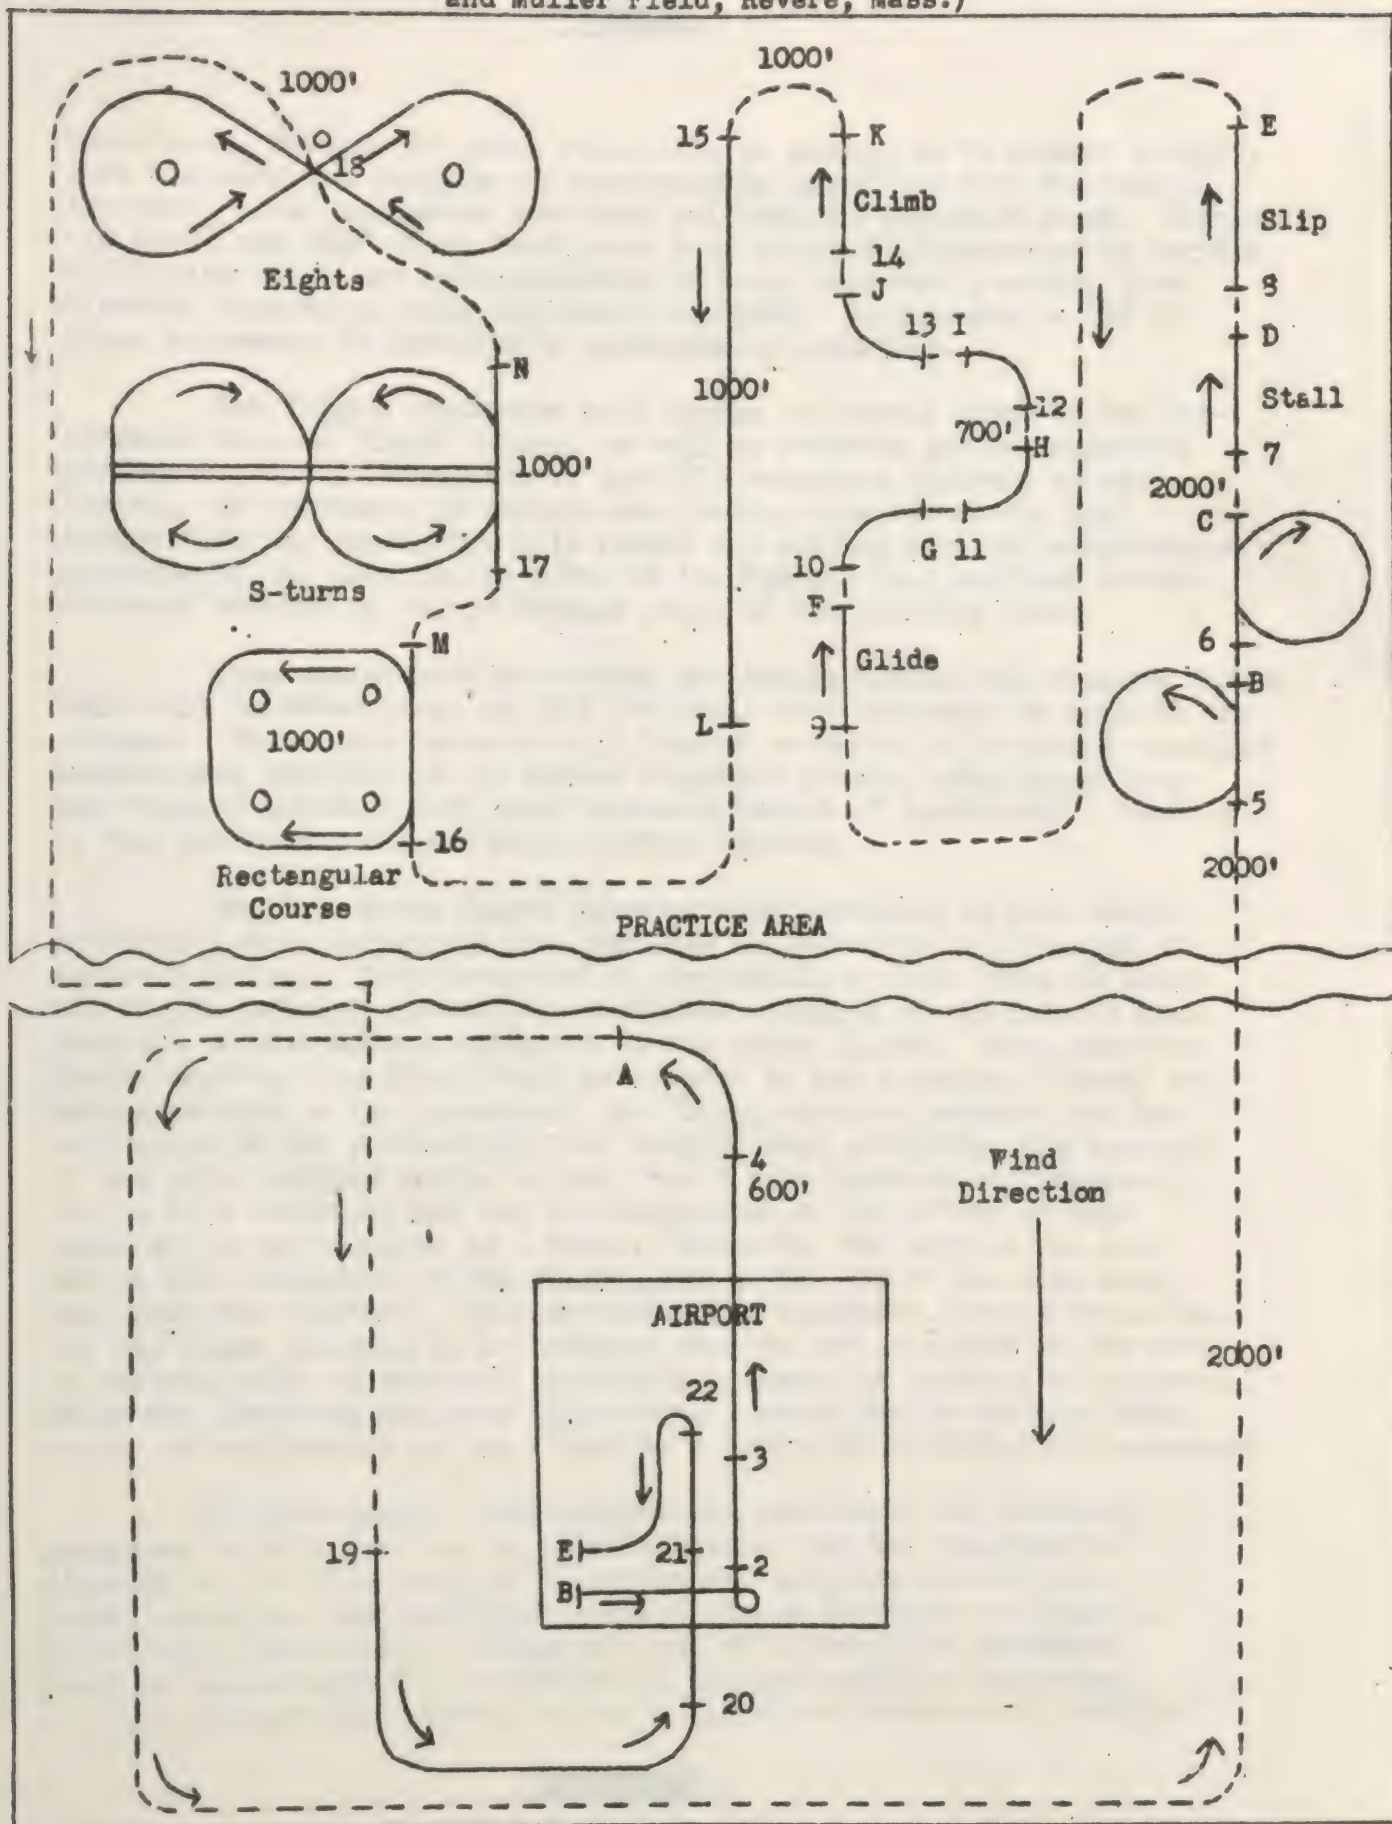 and Muller Field, Revere, Mass.)
1000'
1000'
15
K
E
18
Climb
Slip
Eights
14
J
8
13 I
D
N
1000'
12
Stall
700'
H
1000'
7
2000'
C
S-turns
17
G 11
10
M
F
6
Glide
B
1000'
L
9
5
16
2000'
Rectangular
Course
PRACTICE AREA
A
4
600'
Wind
Direction
AIRPORT
2000'
22
3
19
E
21
2
B
20